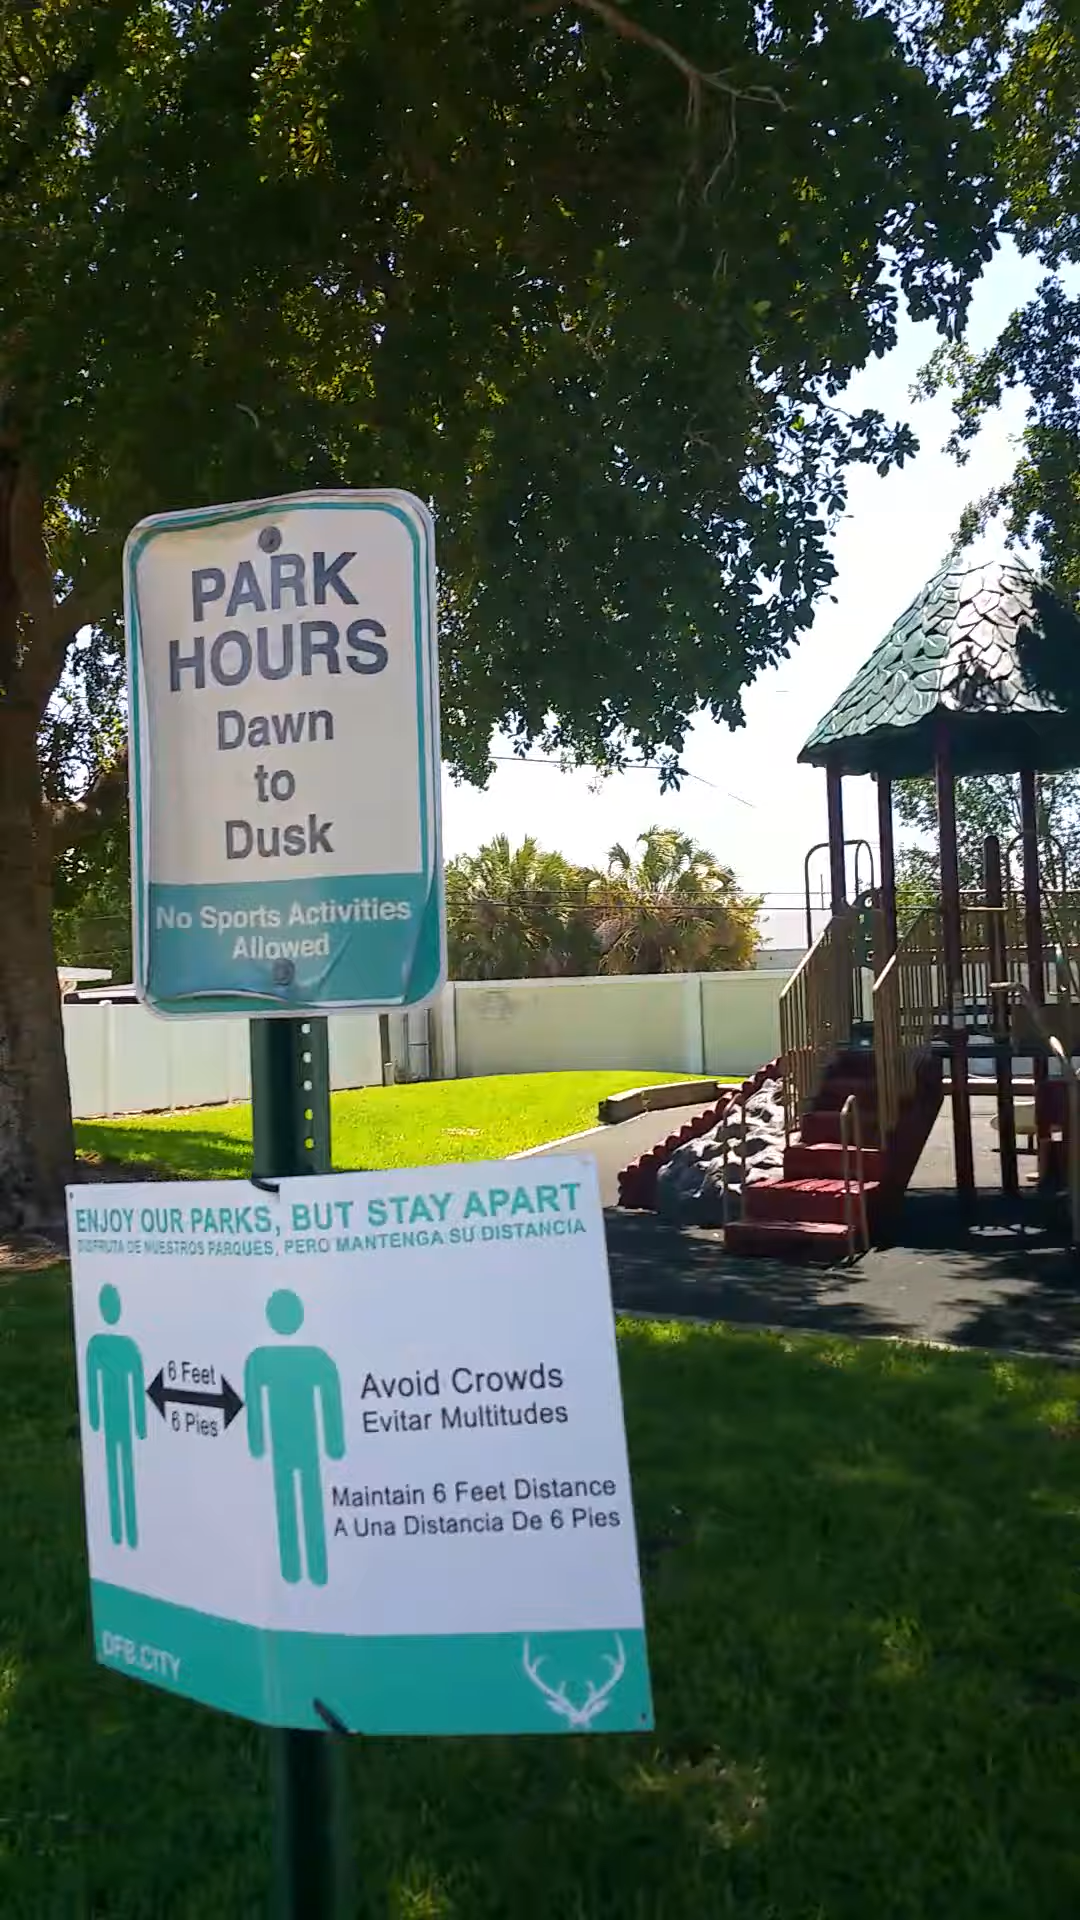 PARK
HOURS
Dawn
to
Dusk
No Sports Activities
Allowed
ENJOY OUR PARKS, BUT STAY APART
DISFRUTA DE NUESTROS PARQUES, PERO MANTENGA SU DISTANCIA
6 Feet
6 Pies
Avoid Crowds
Evitar Multitudes
Maintain 6 Feet Distance
A Una Distancia De 6 Pies
DFB.CITY